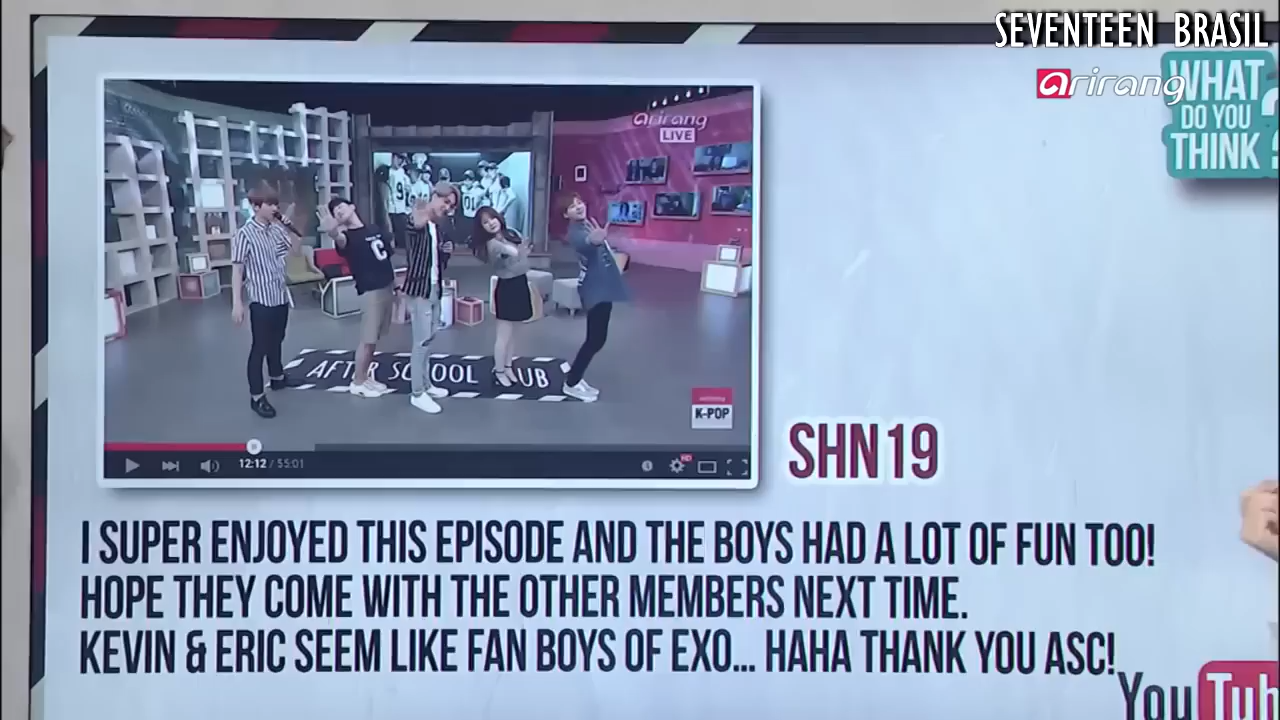 SEVENTEEN BRASIL
arirang
WHAT
DO YOU
THINK?
arirang
LIVE
C
AFTER SCHOOL CLUB
K-POP
12:12 / 55:01
HD
SHN19
I SUPER ENJOYED THIS EPISODE AND THE BOYS HAD A LOT OF FUN TOO!
HOPE THEY COME WITH THE OTHER MEMBERS NEXT TIME.
KEVIN & ERIC SEEM LIKE FAN BOYS OF EXO... HAHA THANK YOU ASC!
YouTub